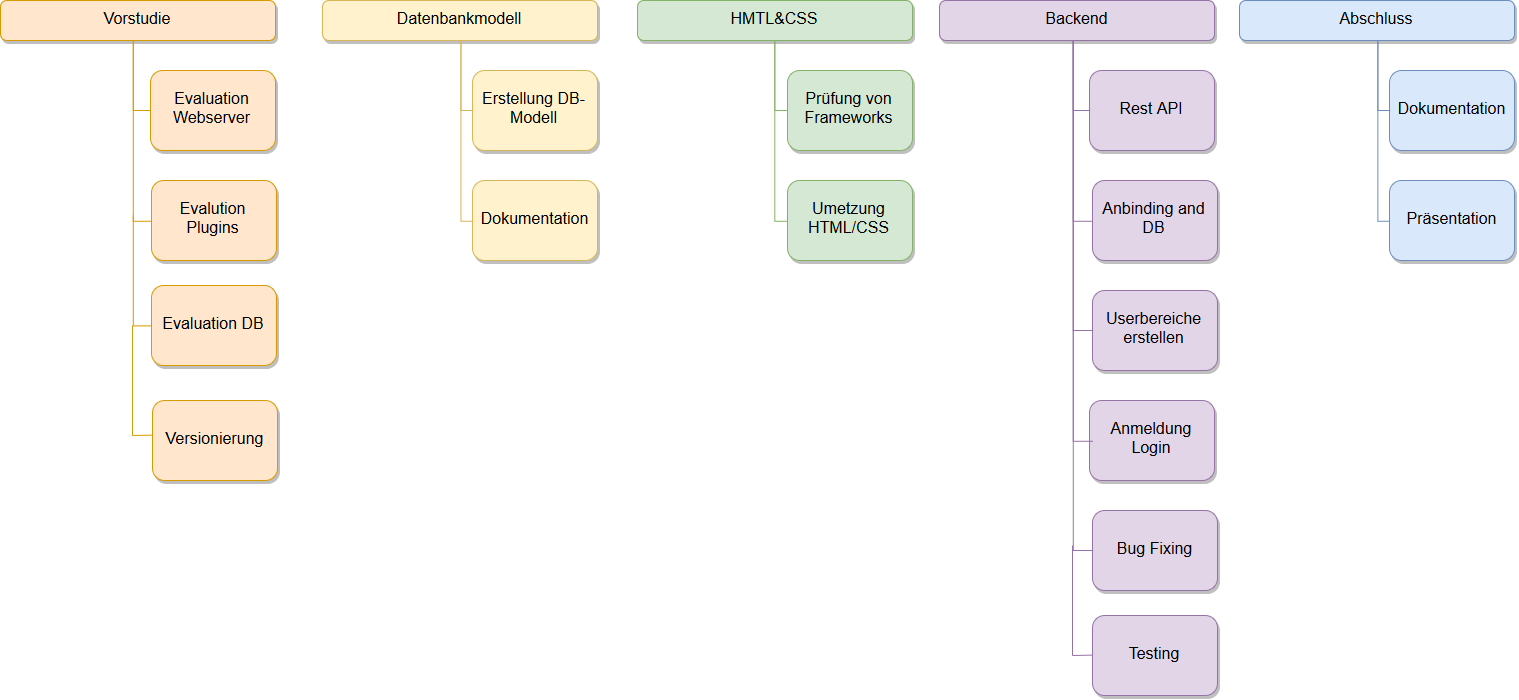 Vorstudie
Evaluation
Webserver
Evalution
Plugins
Evaluation DB
Versionierung
Datenbankmodell
Erstellung DB-
Modell
Dokumentation
HMTL&CSS
Prüfung von
Frameworks
Umetzung
HTML/CSS
Backend
Rest API
Anbinding and
DB
Userbereiche
erstellen
Anmeldung
Login
Bug Fixing
Testing
Abschluss
Dokumentation
Präsentation